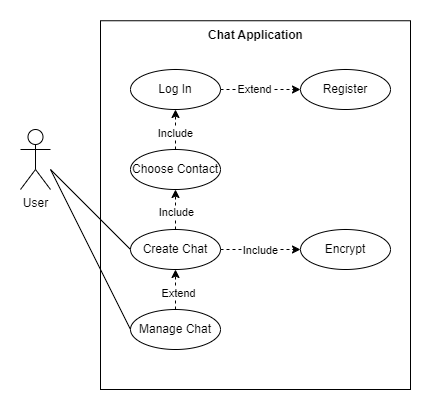 Chat Application
Log In
Extend
Register
Include
Choose Contact
User
Include
Create Chat
Include
Encrypt
Extend
Manage Chat